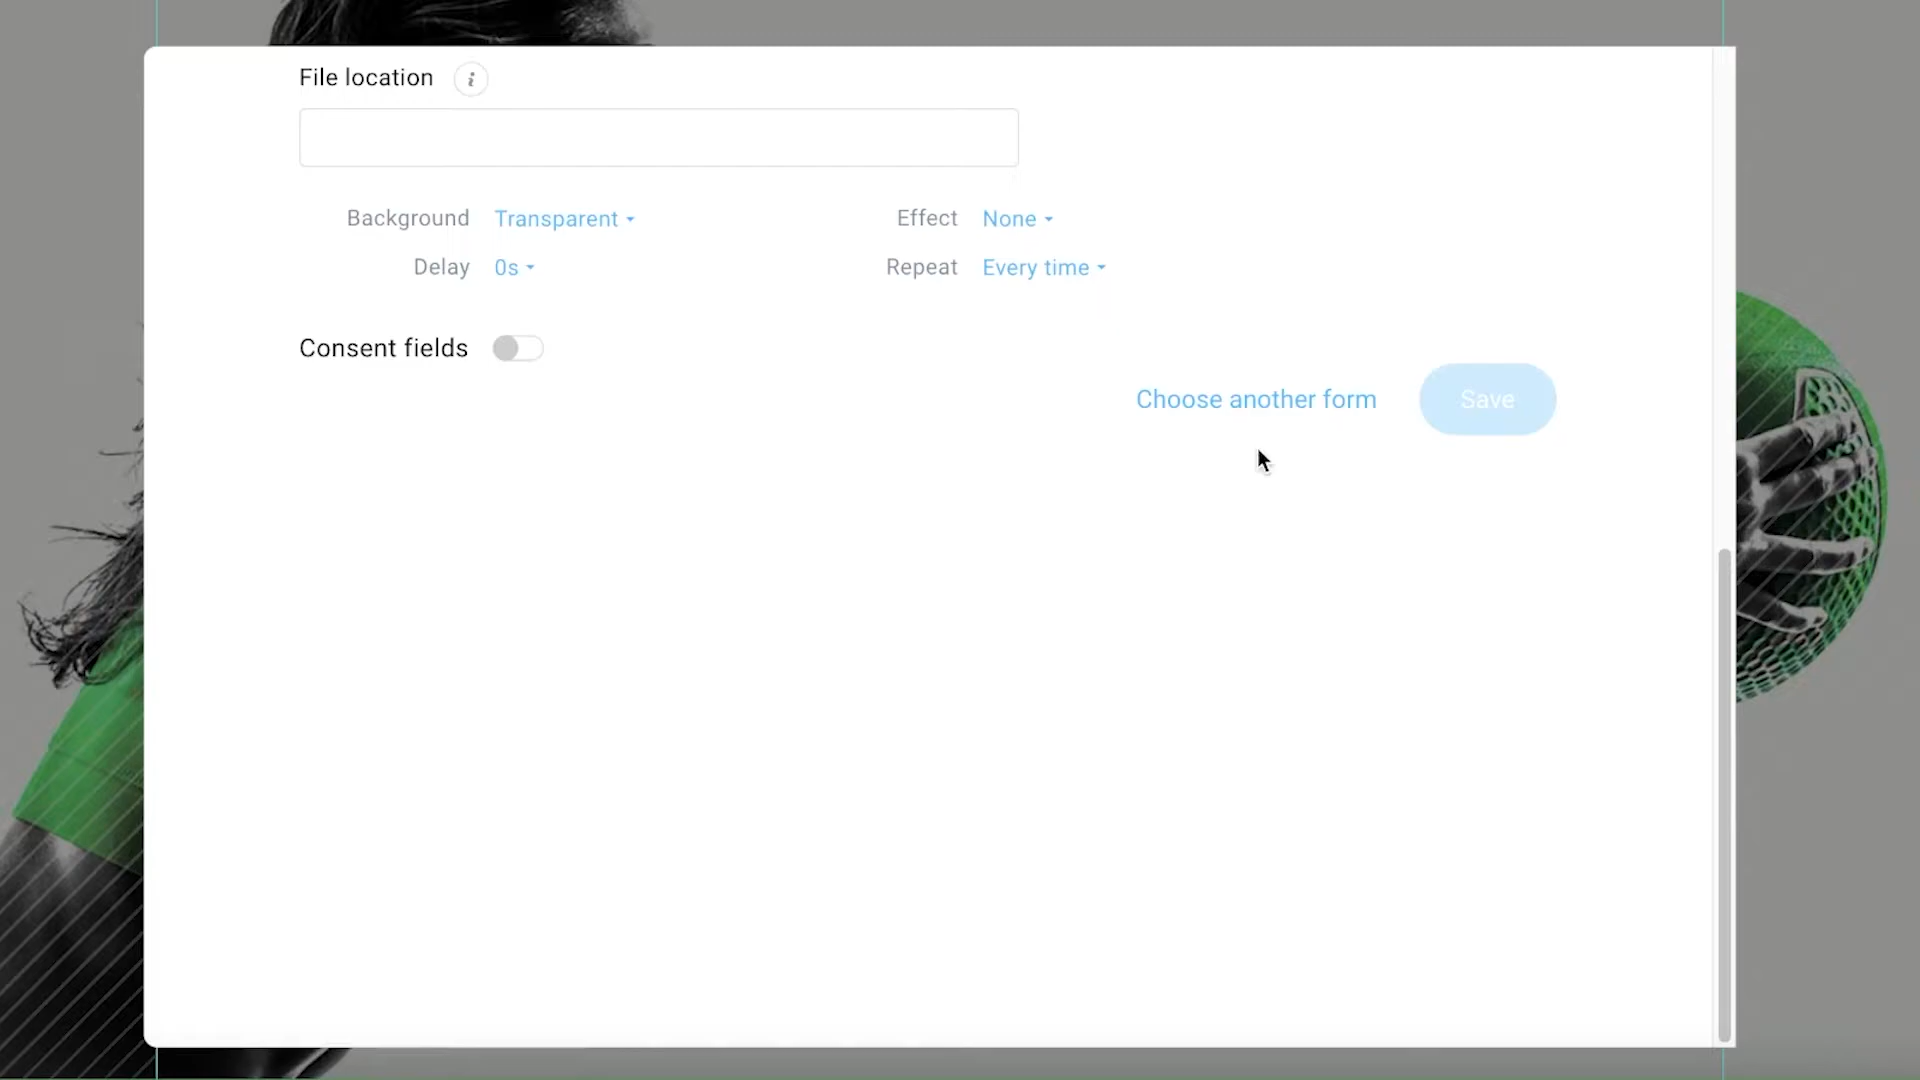 File location i
Background Transparent Effect None
Delay 0s Repeat Every time
Consent fields
Choose another form Save